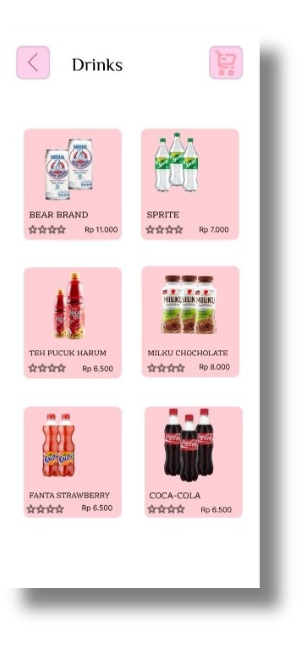 Drinks
BEAR BRAND
Rp 11.000
SPRITE
Rp 7.000
TEH PUCUK HARUM
Rp 6.500
MILKU CHOCHOLATE
Rp 8.000
FANTA STRAWBERRY
Rp 6.500
COCA-COLA
Rp 6.500